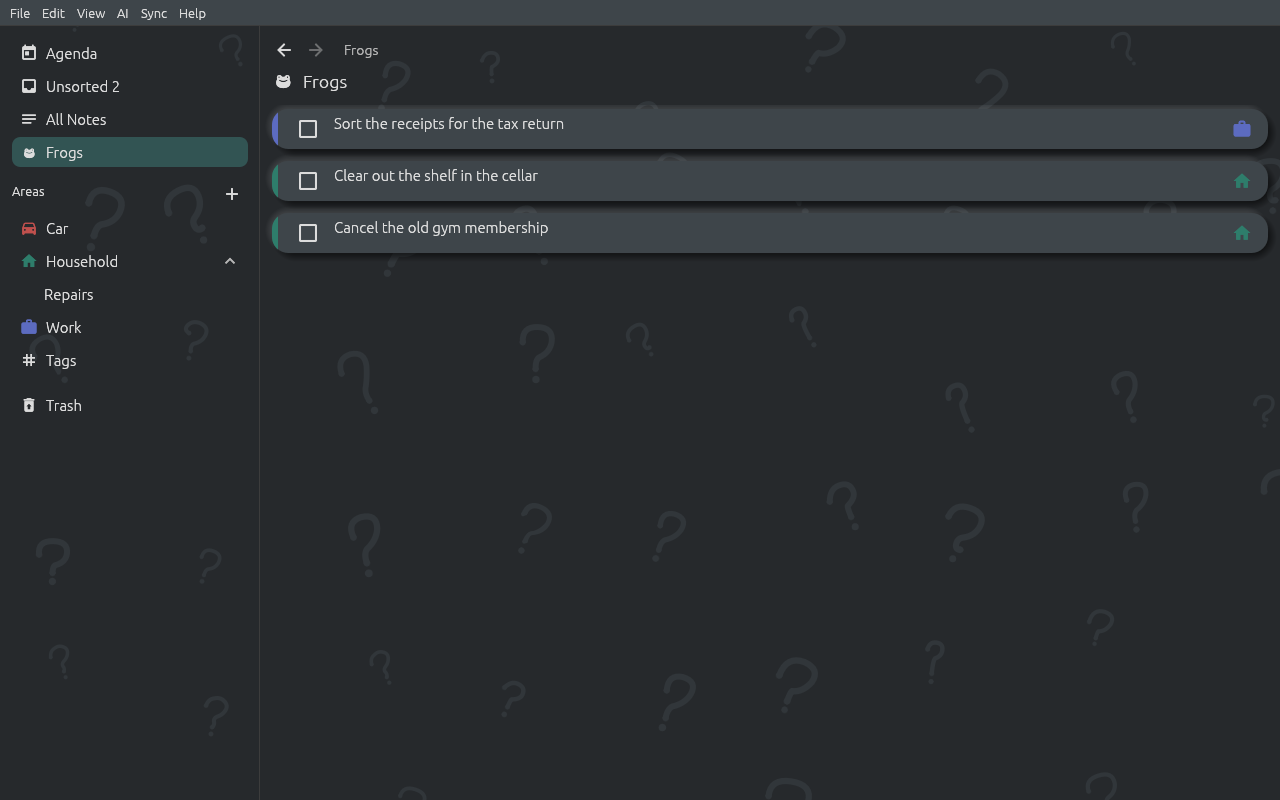 File Edit View AI Sync Help
Agenda
Unsorted 2
All Notes
Frogs
Areas
Car
Household
Repairs
Work
Tags
Trash
Frogs
Frogs
Sort the receipts for the tax return
Clear out the shelf in the cellar
Cancel the old gym membership